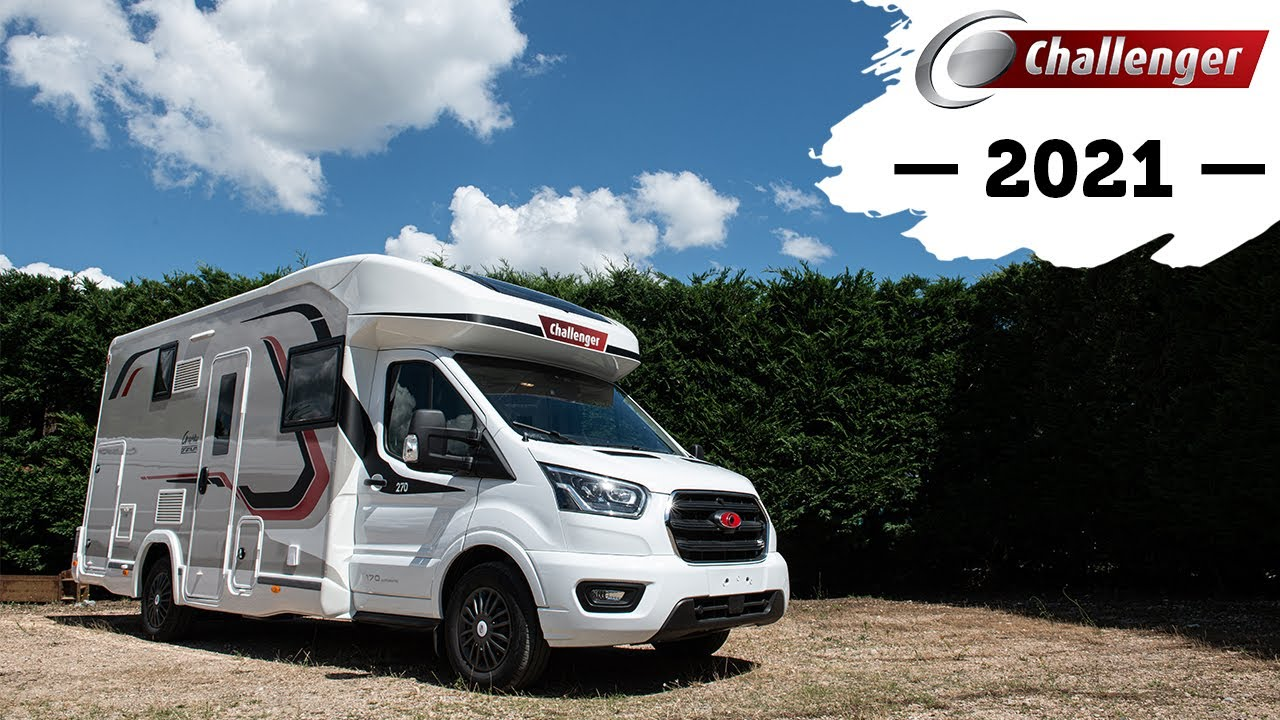 Challenger
— 2021 —
Challenger
270
170